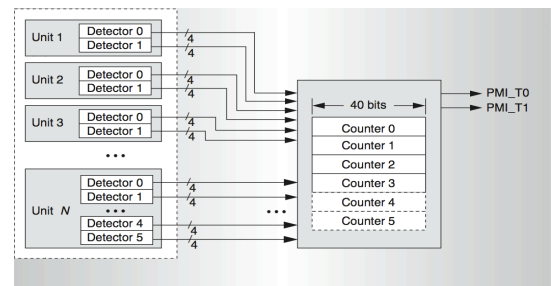 Unit 1
Detector 0
Detector 1
4
4
Unit 2
Detector 0
Detector 1
4
4
Unit 3
Detector 0
Detector 1
4
4
...
Unit N
Detector 0
Detector 1
...
Detector 4
Detector 5
4
4
4
4
...
40 bits
Counter 0
Counter 1
Counter 2
Counter 3
Counter 4
Counter 5
PMI_T0
PMI_T1